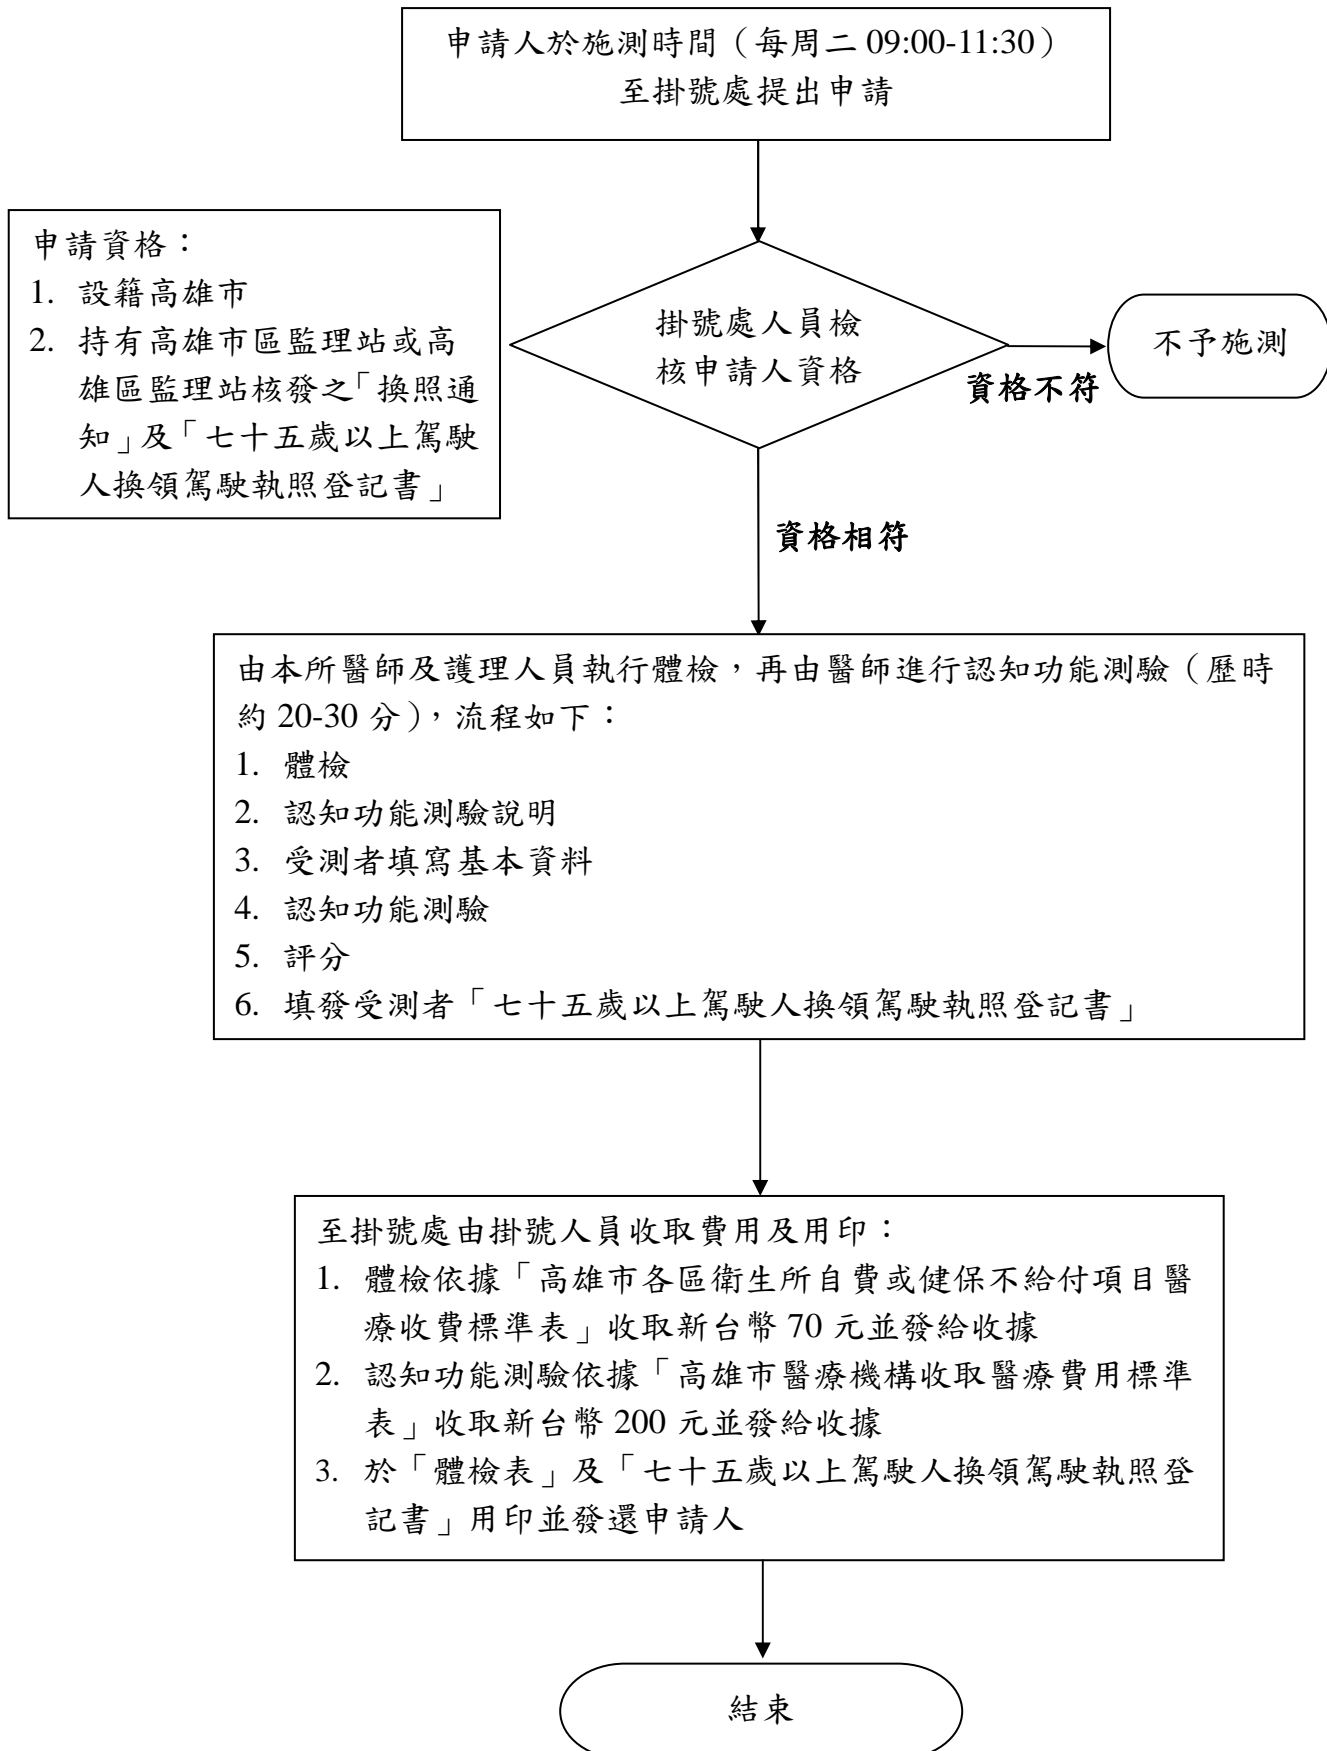 申請人於施測時間（每周二 09:00-11:30）
至掛號處提出申請
申請資格：
1. 設籍高雄市
2. 持有高雄市區監理站或高
雄區監理站核發之「換照通
知」及「七十五歲以上駕駛
人換領駕駛執照登記書」
掛號處人員檢
核申請人資格
資格不符
不予施測
資格相符
由本所醫師及護理人員執行體檢，再由醫師進行認知功能測驗（歷時
約 20-30 分），流程如下：
1. 體檢
2. 認知功能測驗說明
3. 受測者填寫基本資料
4. 認知功能測驗
5. 評分
6. 填發受測者「七十五歲以上駕駛人換領駕駛執照登記書」
至掛號處由掛號人員收取費用及用印：
1. 體檢依據「高雄市各區衛生所自費或健保不給付項目醫
療收費標準表」收取新台幣 70 元並發給收據
2. 認知功能測驗依據「高雄市醫療機構收取醫療費用標準
表」收取新台幣 200 元並發給收據
3. 於「體檢表」及「七十五歲以上駕駛人換領駕駛執照登
記書」用印並發還申請人
結束